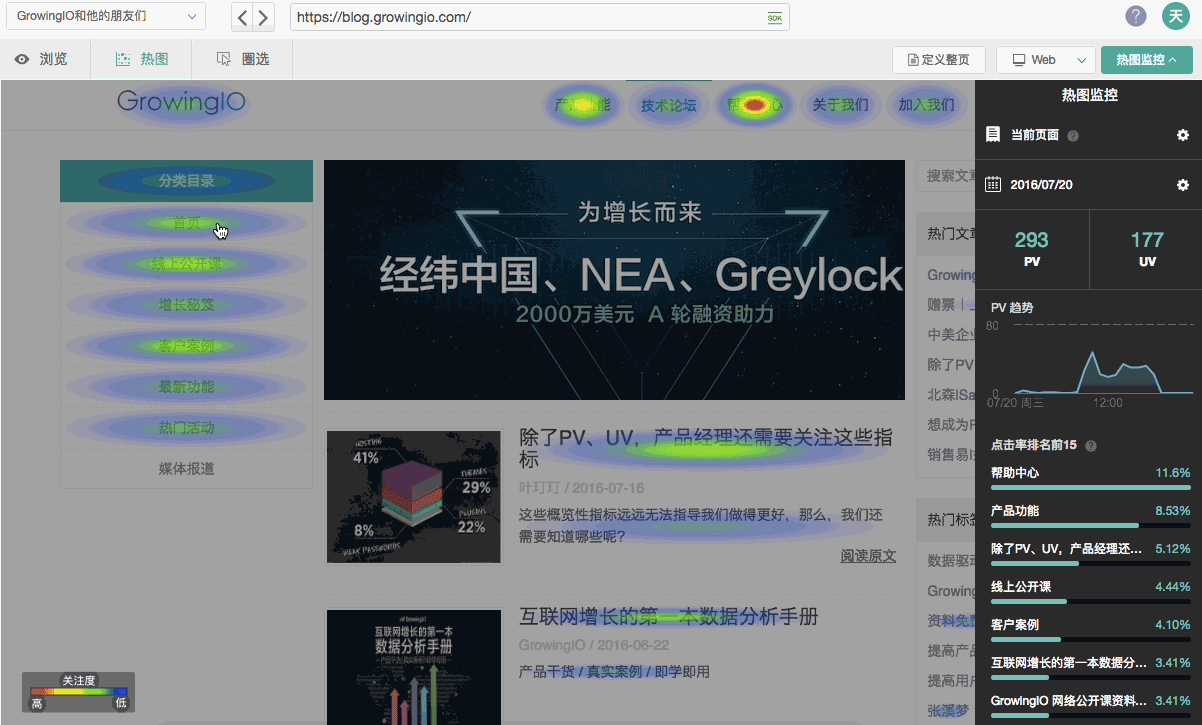 GrowingIO和他的朋友们
https://blog.growingio.com/
SDK
?
天
浏览
热图
圈选
定义整页
Web
热图监控
GrowingIO
产品功能
技术论坛
帮助中心
关于我们
加入我们
分类目录
首页
线上公开课
增长秘笈
客户案例
最新功能
热门活动
媒体报道
为增长而来
经纬中国、NEA、Greylock
2000万美元 A 轮融资助力
HOSTING
41%
THEMES
29%
PLUGINS
22%
8%
WEAK PASSWORDS
除了PV、UV，产品经理还需要关注这些指
标
叶玎玎 / 2016-07-16
这些概览性指标远远无法指导我们做得更好，那么，我们还
需要知道哪些呢？
阅读原文
GrowingIO
互联网增长的第一本
数据分析手册
互联网增长的第一本数据分析手册
GrowingIO / 2016-06-22
产品干货 / 真实案例 / 即学即用
搜索文章
热门文章
Growing
赠票 |
中美企业
除了PV
北森|Sa
想成为F
销售易|
热门标签
数据驱动
Growing
资料免费
提高产品
提高用户
张溪梦
热图监控
当前页面 ?
2016/07/20
293
PV
177
UV
PV 趋势
80
0
07/20 周三
12:00
点击率排名前15 ?
帮助中心 11.6%
产品功能 8.53%
除了PV、UV，产品经理还... 5.12%
线上公开课 4.44%
客户案例 4.10%
互联网增长的第一本数据分... 3.41%
GrowingIO 网络公开课资料... 3.41%
关注度
高
低